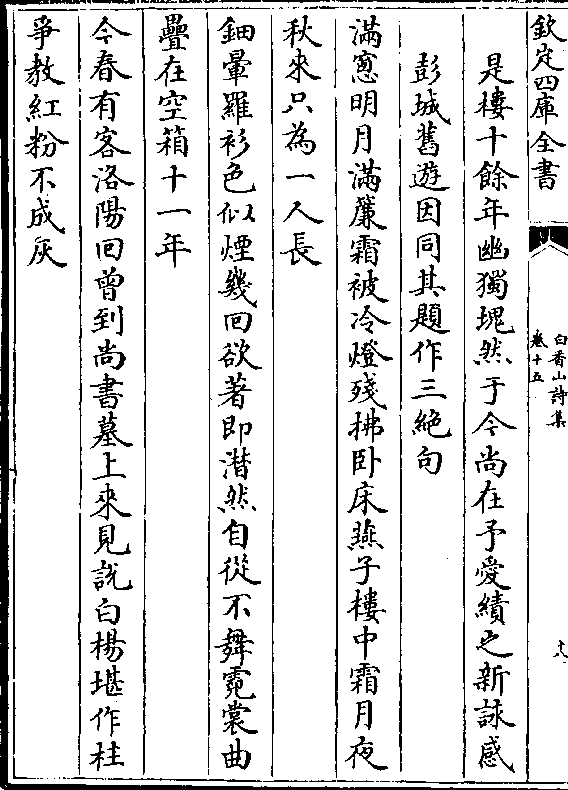 欽定四庫全書
白香山詩集
卷十五
是樓十餘年幽獨塊然于今尚在予愛績之新詠感
彭城舊遊因同其題作三絶句
滿窻明月滿簾霜被冷燈殘拂卧床燕子樓中霜月夜
秋來只為一人長
鈿暈羅衫色似煙幾回欲著即潸然自從不舞霓裳曲
疊在空箱十一年
今春有客洛陽回曾到尚書墓上來見說白楊堪作柱
爭教紅粉不成灰